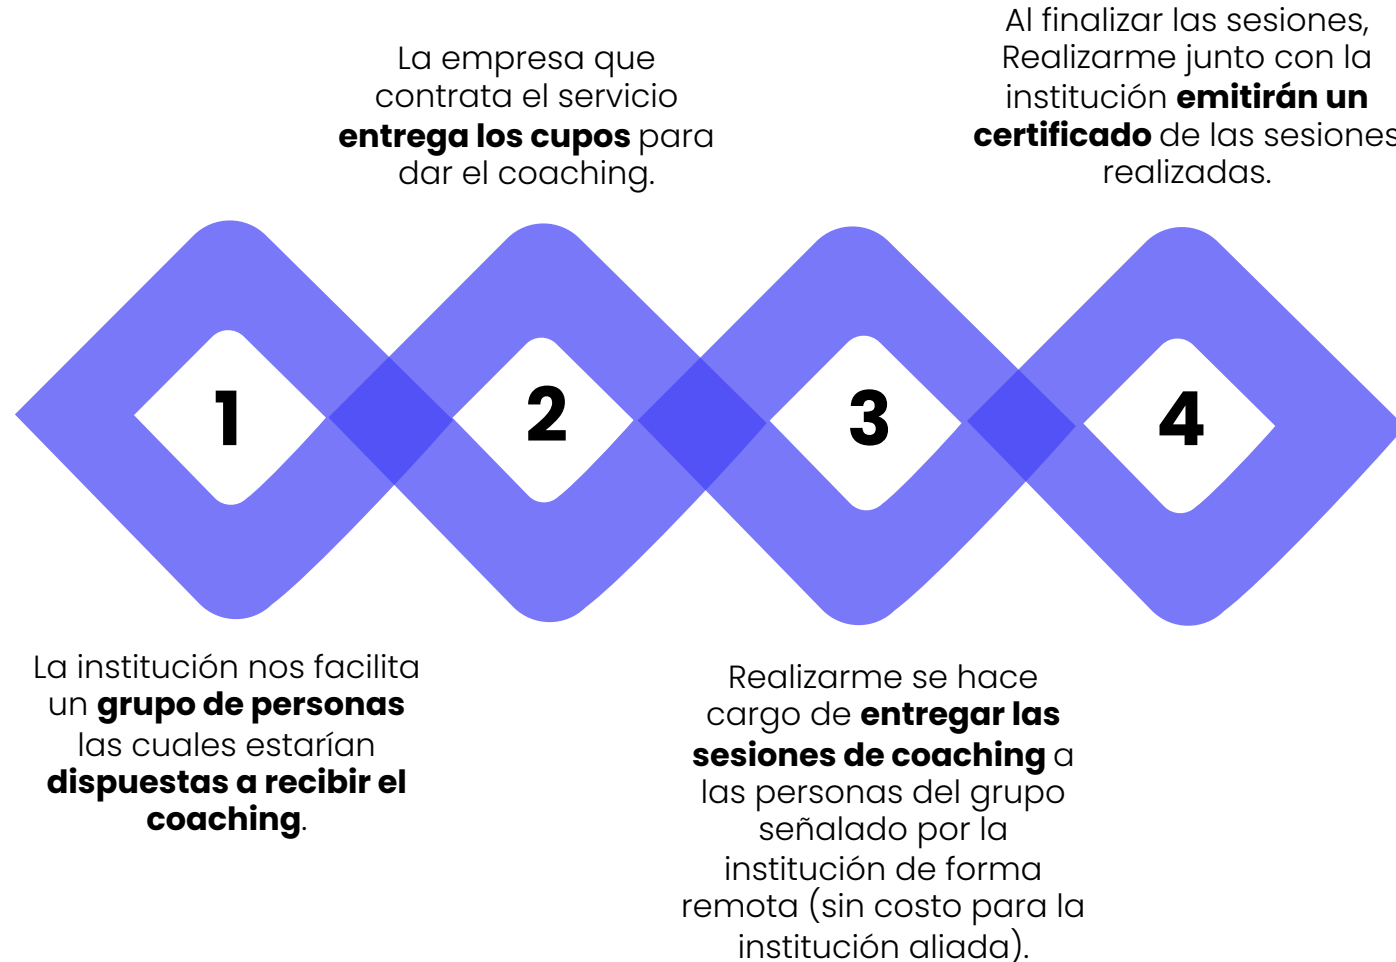 La empresa que
contrata el servicio
entrega los cupos para
dar el coaching.
Al finalizar las sesiones,
Realizarme junto con la
institución emitirán un
certificado de las sesiones
realizadas.
1
2
3
4
La institución nos facilita
un grupo de personas
las cuales estarían
dispuestas a recibir el
coaching.
Realizarme se hace
cargo de entregar las
sesiones de coaching a
las personas del grupo
señalado por la
institución de forma
remota (sin costo para la
institución aliada).